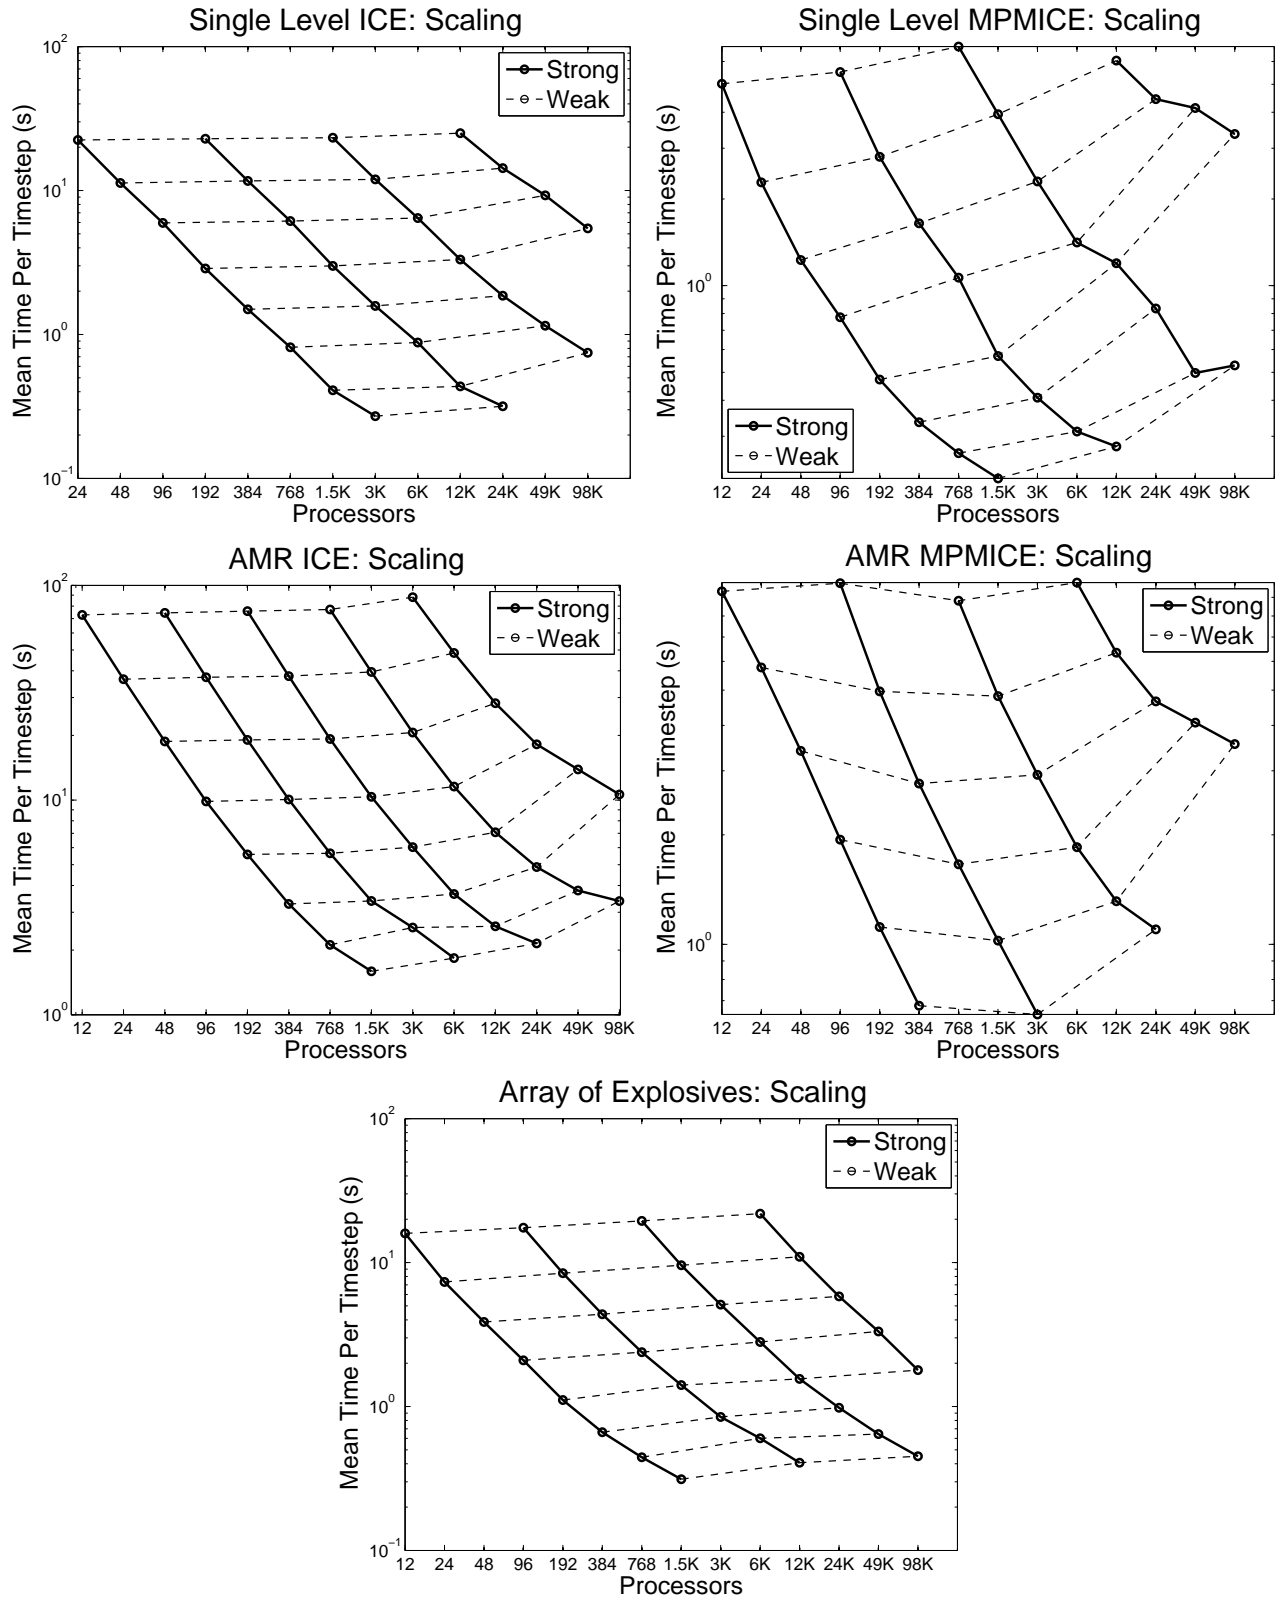 Single Level ICE: Scaling
Mean Time Per Timestep (s)
10^2
10^1
10^0
10^−1
Strong
Weak
24 48 96 192 384 768 1.5K 3K 6K 12K 24K 49K 98K
Processors
Single Level MPMICE: Scaling
Mean Time Per Timestep (s)
10^0
Strong
Weak
12 24 48 96 192 384 768 1.5K 3K 6K 12K 24K 49K 98K
Processors
AMR ICE: Scaling
Mean Time Per Timestep (s)
10^2
10^1
10^0
Strong
Weak
12 24 48 96 192 384 768 1.5K 3K 6K 12K 24K 49K 98K
Processors
AMR MPMICE: Scaling
Mean Time Per Timestep (s)
10^0
Strong
Weak
12 24 48 96 192 384 768 1.5K 3K 6K 12K 24K 49K 98K
Processors
Array of Explosives: Scaling
Mean Time Per Timestep (s)
10^2
10^1
10^0
10^−1
Strong
Weak
12 24 48 96 192 384 768 1.5K 3K 6K 12K 24K 49K 98K
Processors